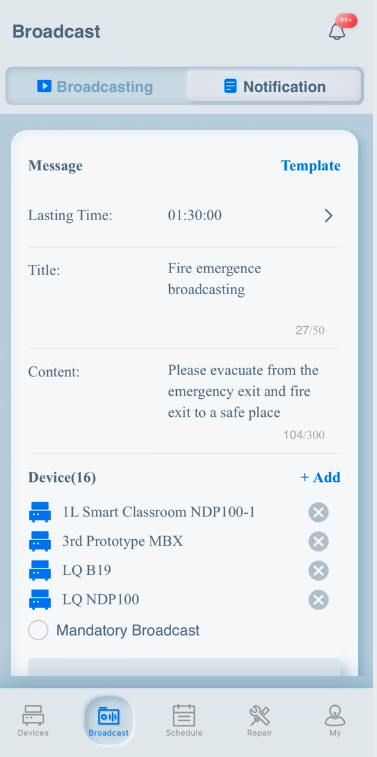 Broadcast
99+
Broadcasting
Notification
Message
Template
Lasting Time:
01:30:00
Title:
Fire emergence
broadcasting
27/50
Content:
Please evacuate from the
emergency exit and fire
exit to a safe place
104/300
Device(16)
+ Add
1L Smart Classroom NDP100-1
3rd Prototype MBX
LQ B19
LQ NDP100
Mandatory Broadcast
Devices
Broadcast
Schedule
Repair
My